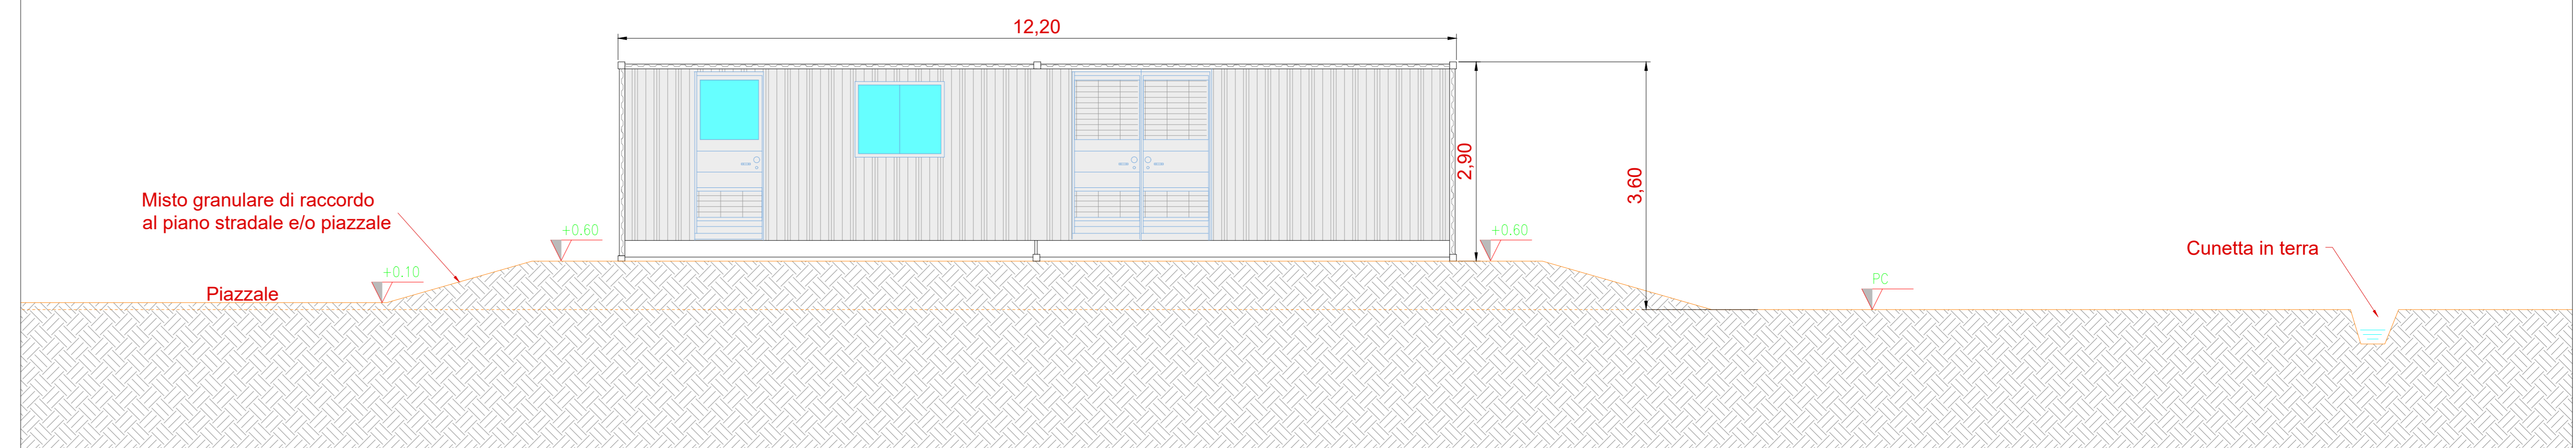 12,20
2,90
3,60
Misto granulare di raccordo
al piano stradale e/o piazzale
+0.60
+0.60
Cunetta in terra
+0.10
PC
Piazzale